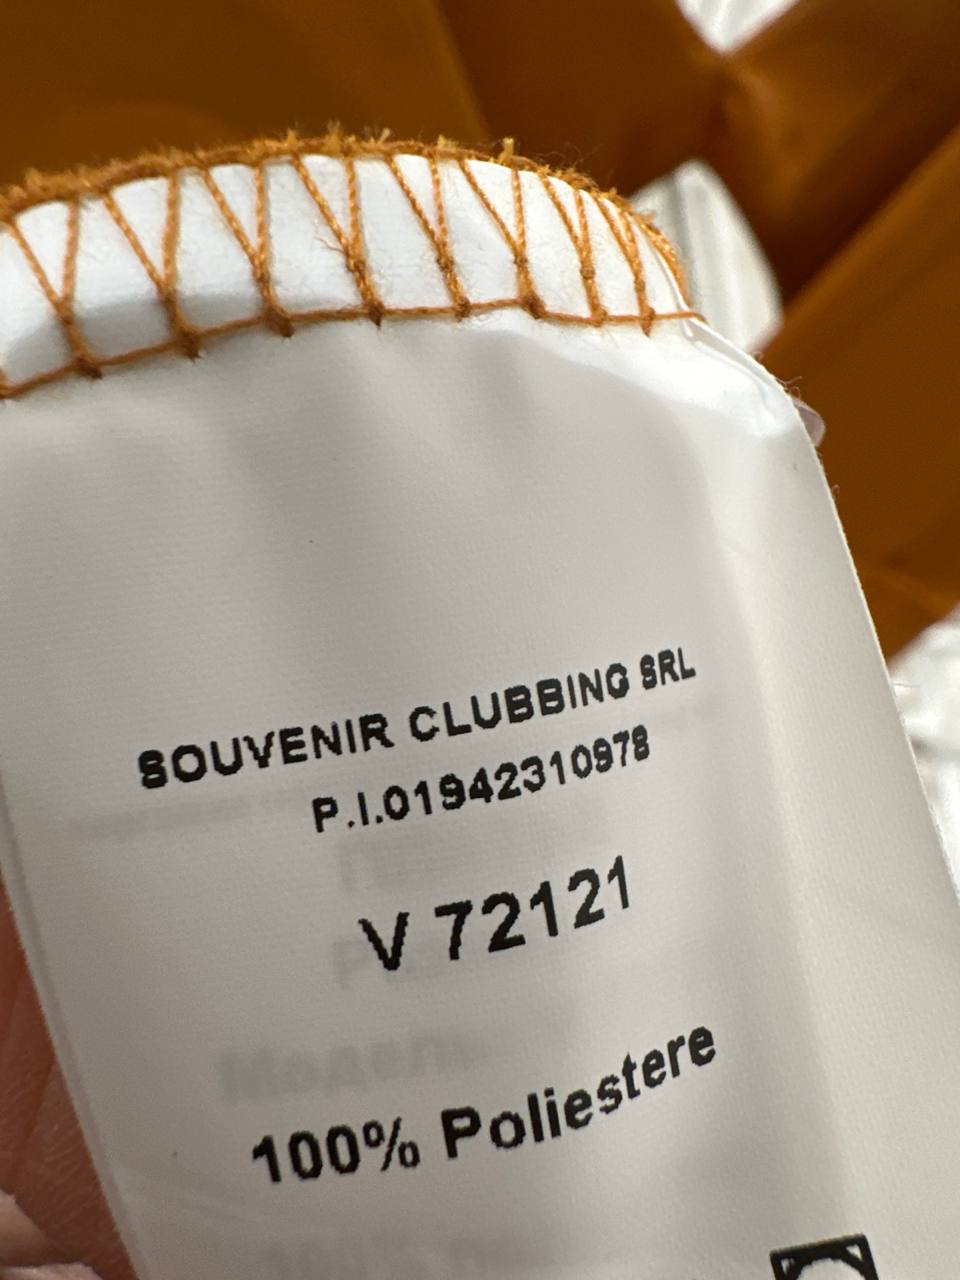 SOUVENIR CLUBBING SRL
P.I.01942310978
V 72121
100% Poliestere